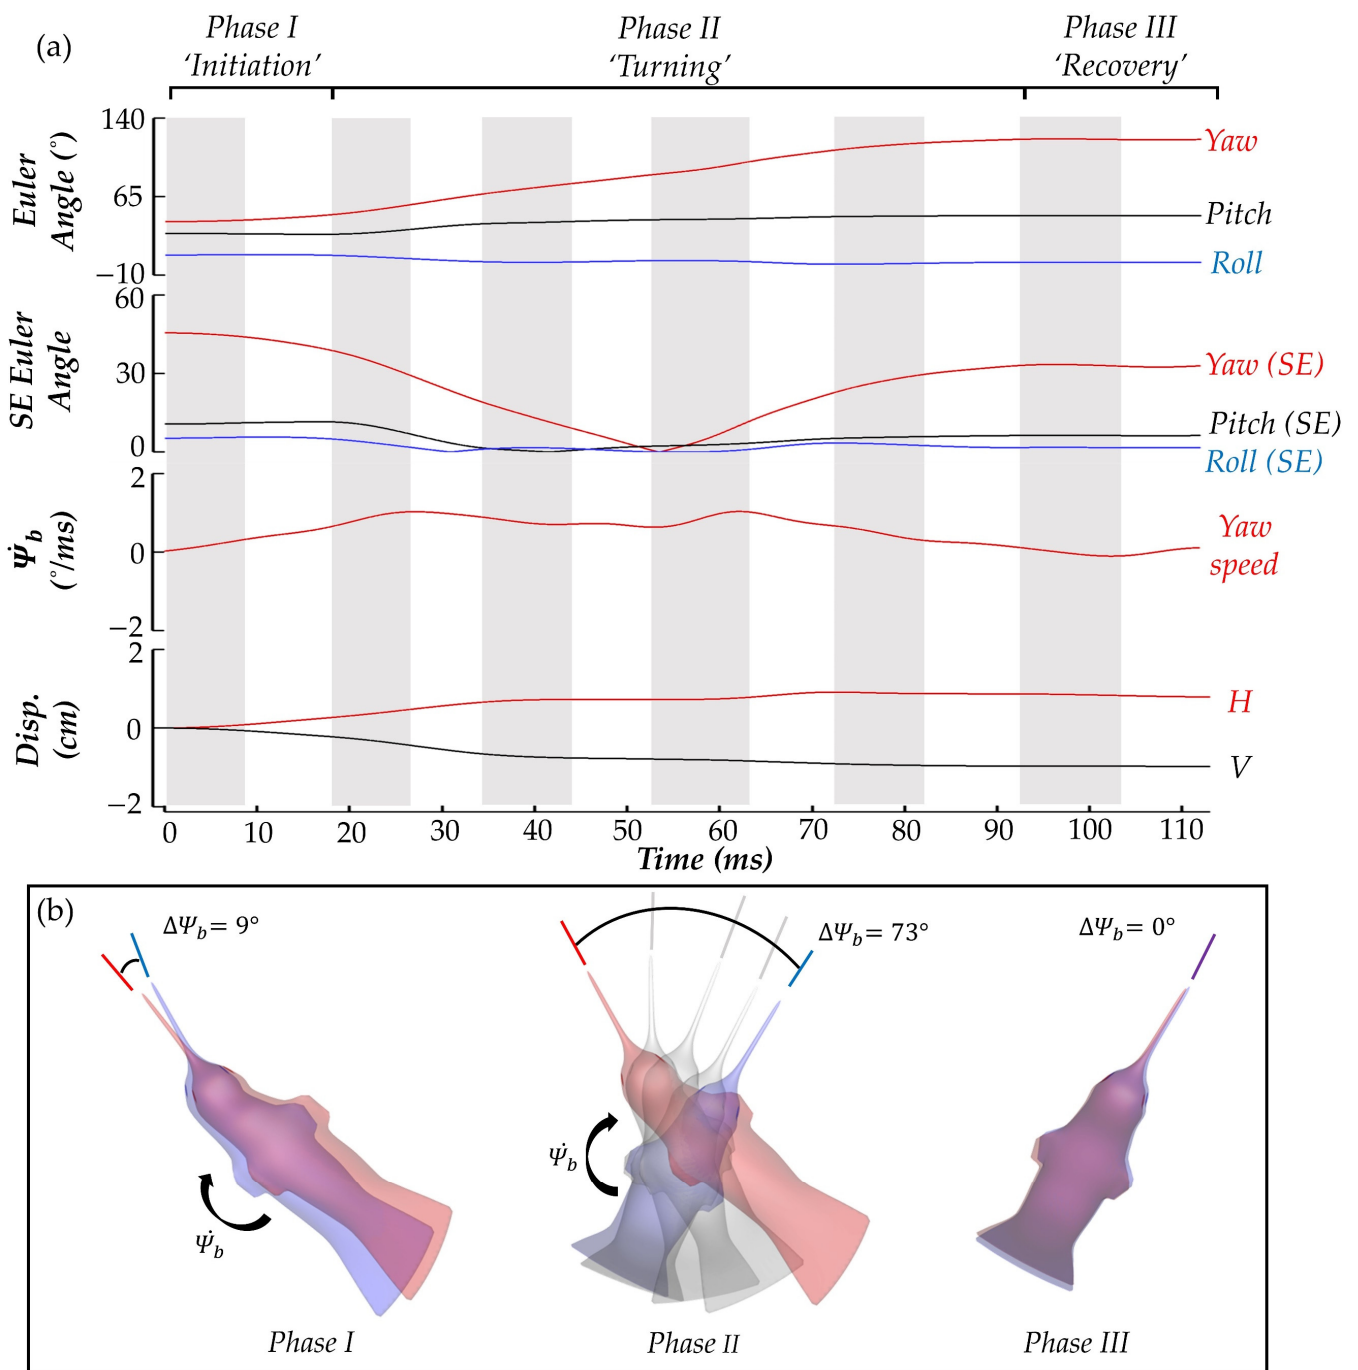 (a)
Phase I
‘Initiation’
Phase II
‘Turning’
Phase III
‘Recovery’
Euler
Angle (°)
140
65
−10
Yaw
Pitch
Roll
SE Euler
Angle
60
30
0
Yaw (SE)
Pitch (SE)
Roll (SE)
Ψ̇b
(°/ms)
2
0
−2
Yaw
speed
Disp.
(cm)
2
0
−2
H
V
0 10 20 30 40 50 60 70 80 90 100 110
Time (ms)
(b)
ΔΨb= 9°
ΔΨb= 73°
ΔΨb= 0°
Ψ̇b
Ψ̇b
Phase I
Phase II
Phase III